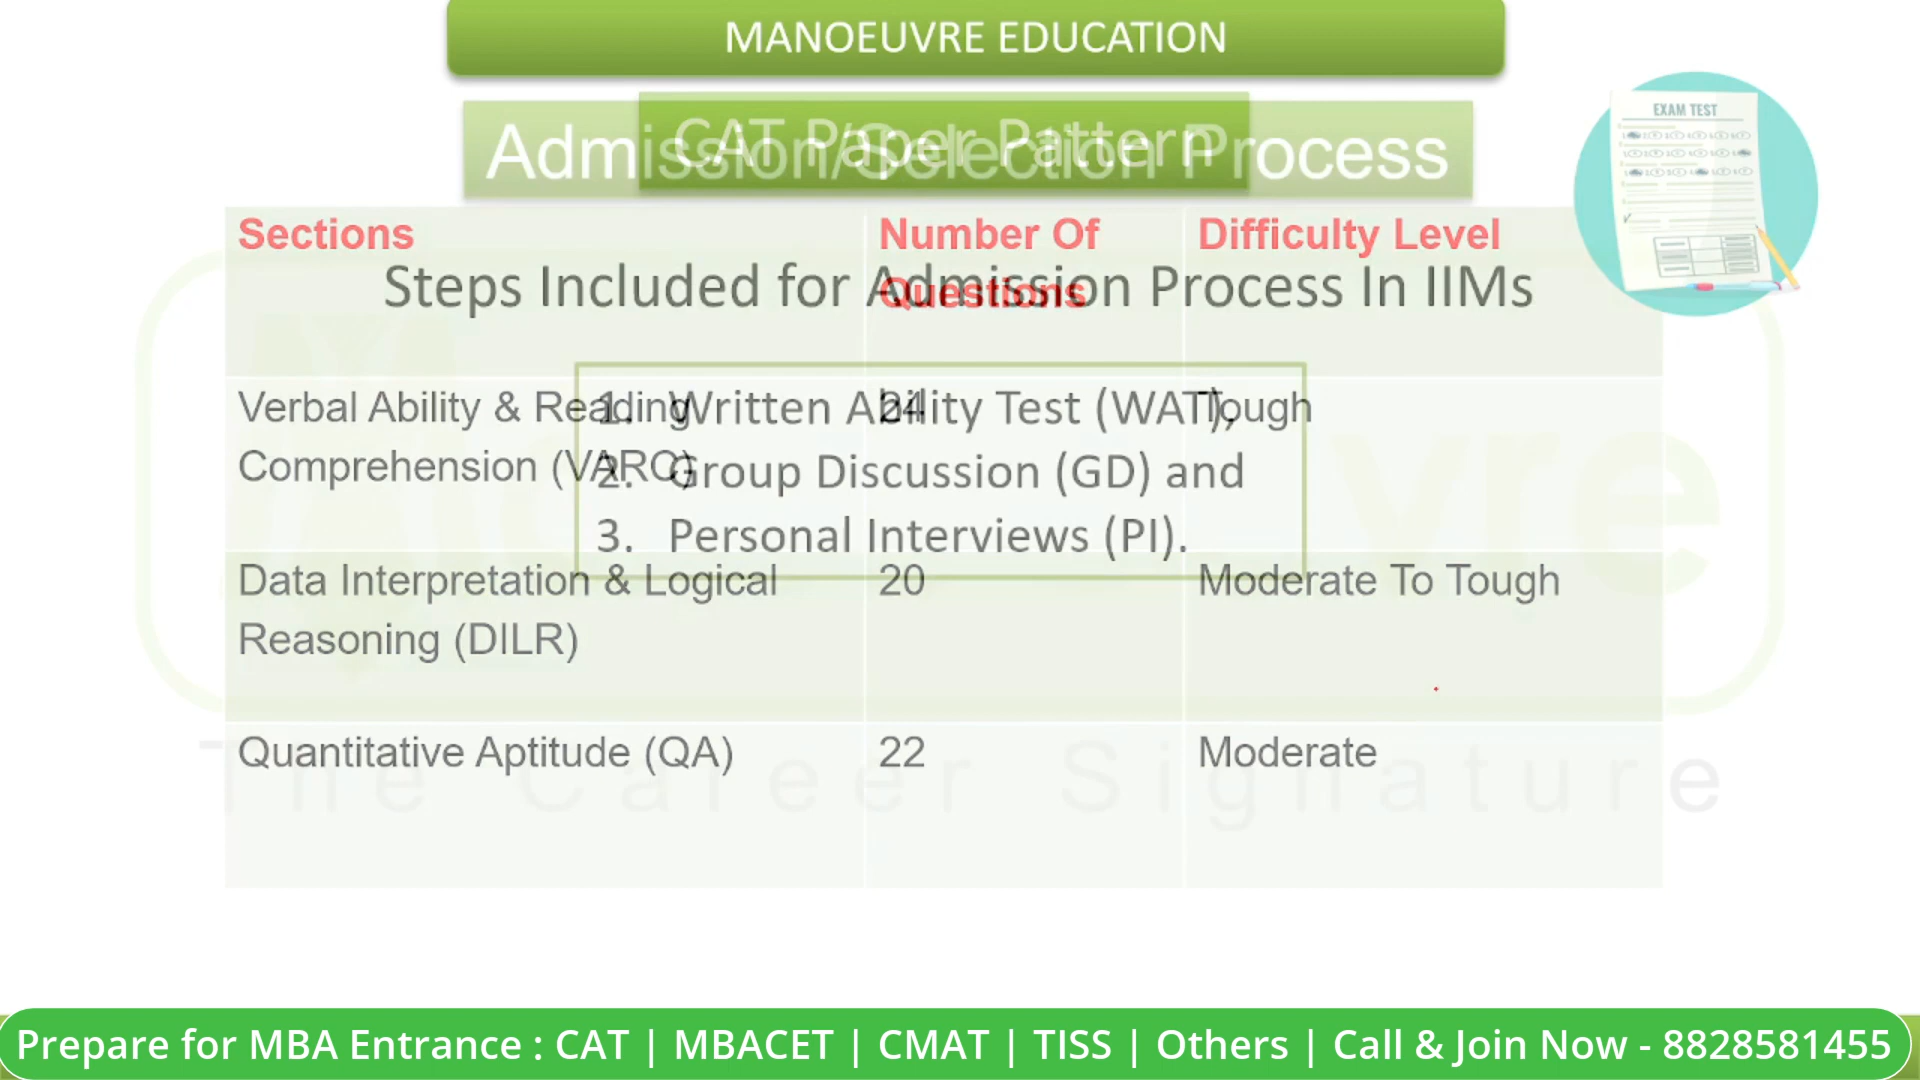 MANOEUVRE EDUCATION
CAT Paper Pattern
Admission/Selection Process
EXAM TEST
Sections
Number Of
Questions
Difficulty Level
Steps Included for Admission Process In IIMs
Verbal Ability & Reading
Comprehension (VARC)
24
Tough
1. Written Ability Test (WAT),
2. Group Discussion (GD) and
3. Personal Interviews (PI).
Data Interpretation & Logical
Reasoning (DILR)
20
Moderate To Tough
Quantitative Aptitude (QA)
22
Moderate
The Career Signature
Prepare for MBA Entrance : CAT | MBACET | CMAT | TISS | Others | Call & Join Now - 8828581455